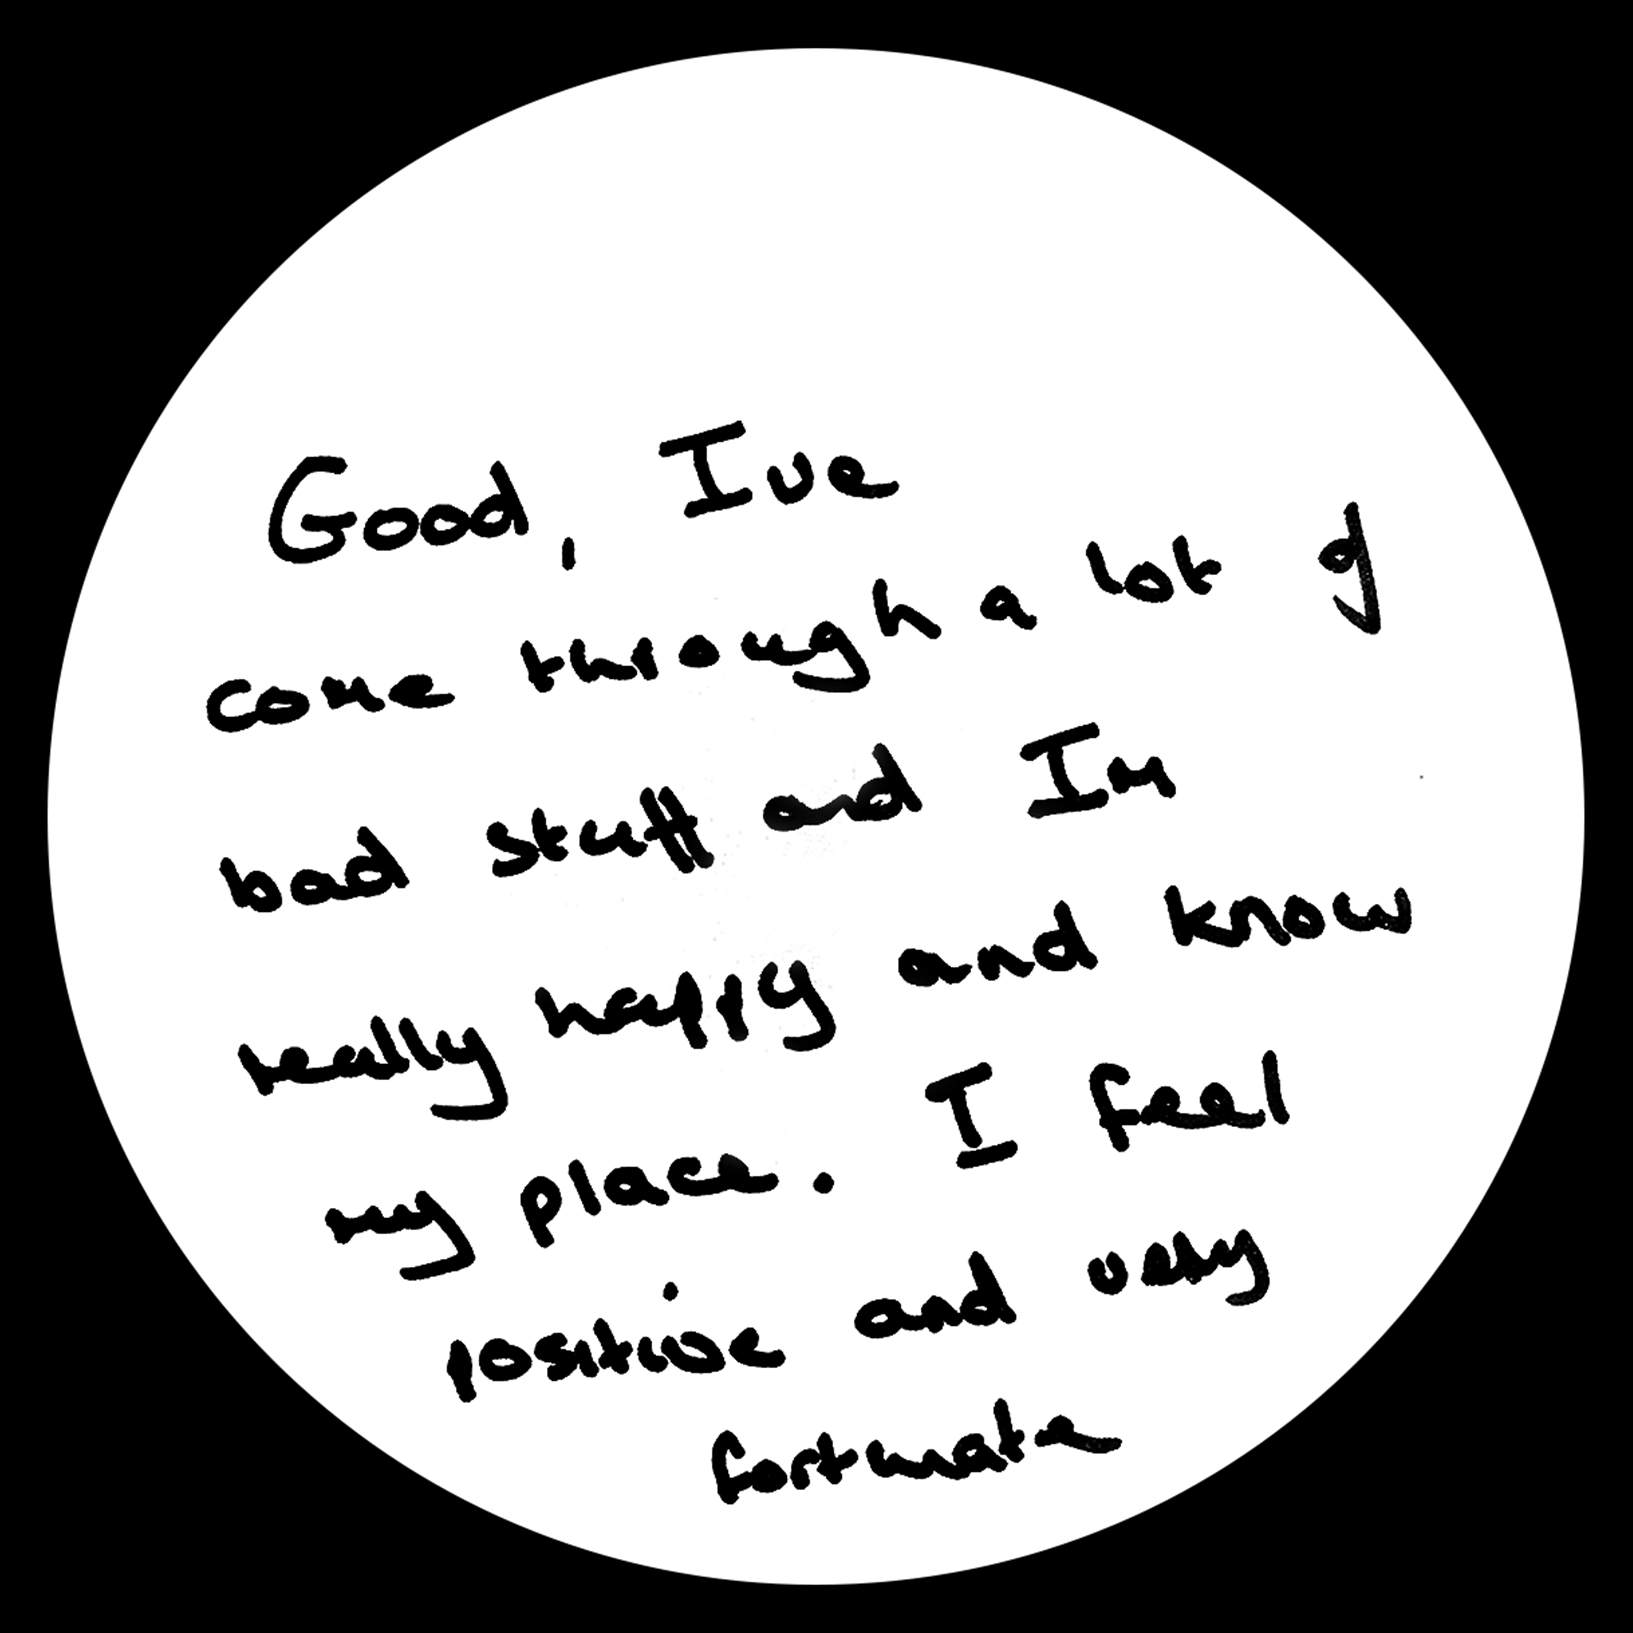 Good, Ive
come through a lot of
bad stuff and Im
really happy and know
my place. I feel
positive and very
fortunate